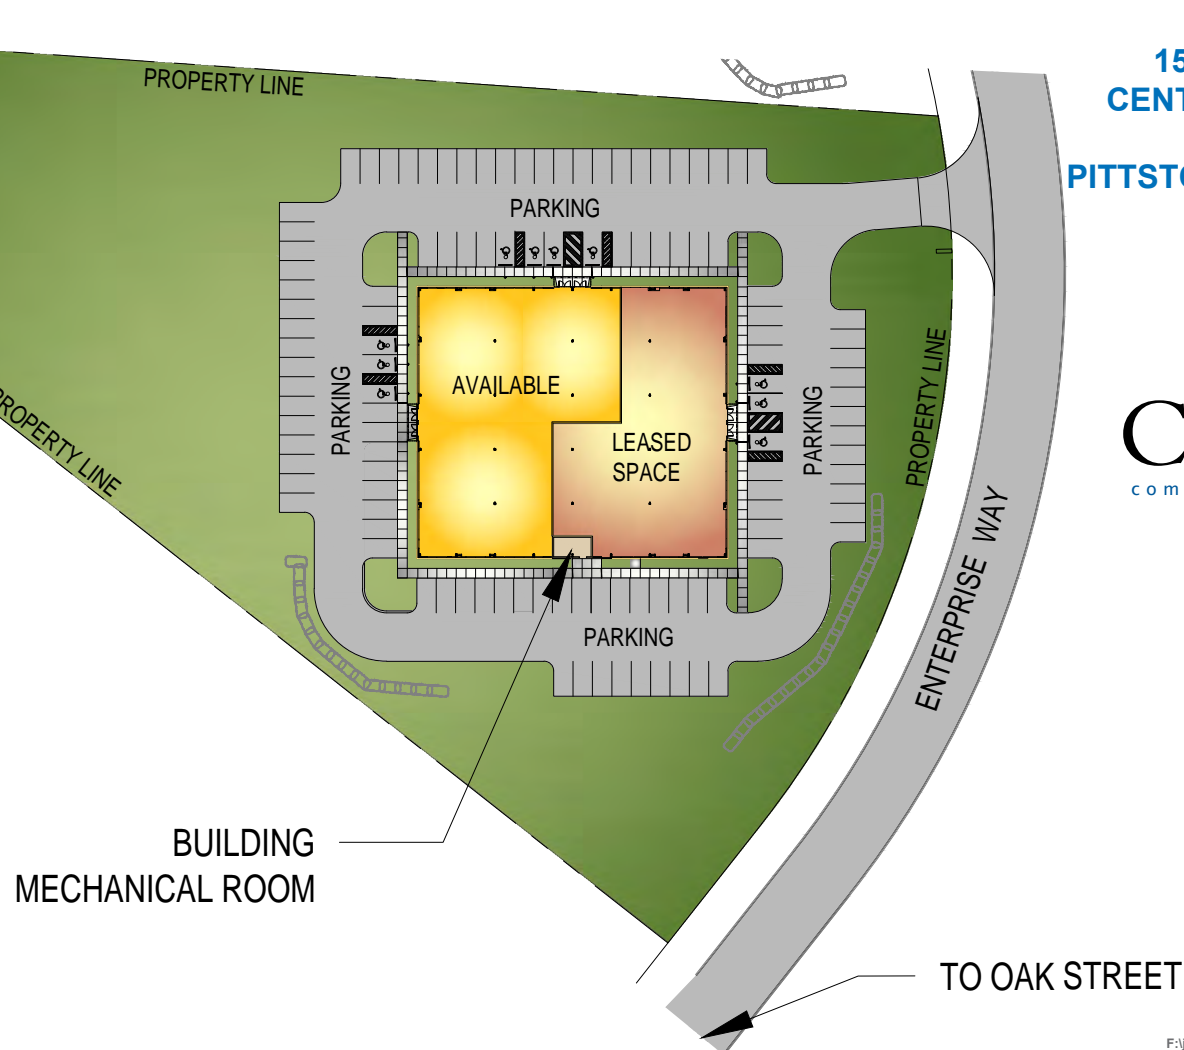 PROPERTY LINE
15
CENT
PITTSTO
PARKING
AVAILABLE
LEASED
SPACE
PARKING
PARKING
PROPERTY LINE
PROPERTY LINE
C
com
ENTERPRISE WAY
PARKING
BUILDING
MECHANICAL ROOM
TO OAK STREET
F:\j